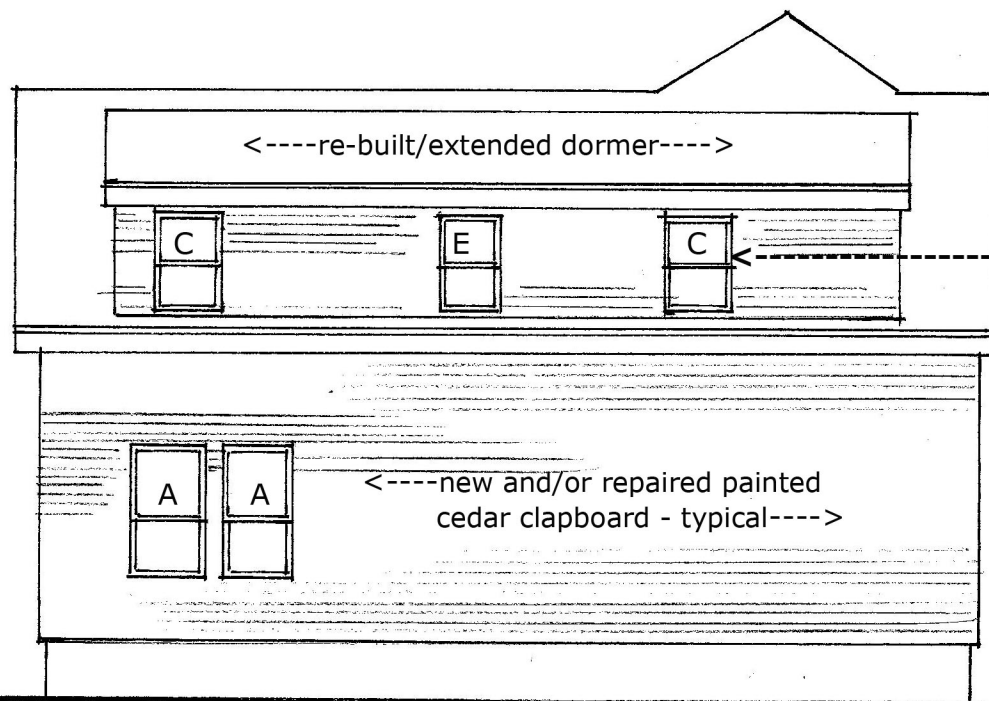 <----re-built/extended dormer---->
C E C
A A
<----new and/or repaired painted
cedar clapboard - typical---->